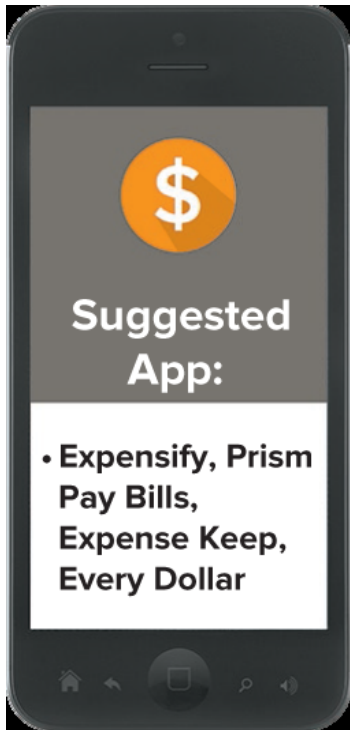 $
Suggested
App:
• Expensify, Prism
Pay Bills,
Expense Keep,
Every Dollar